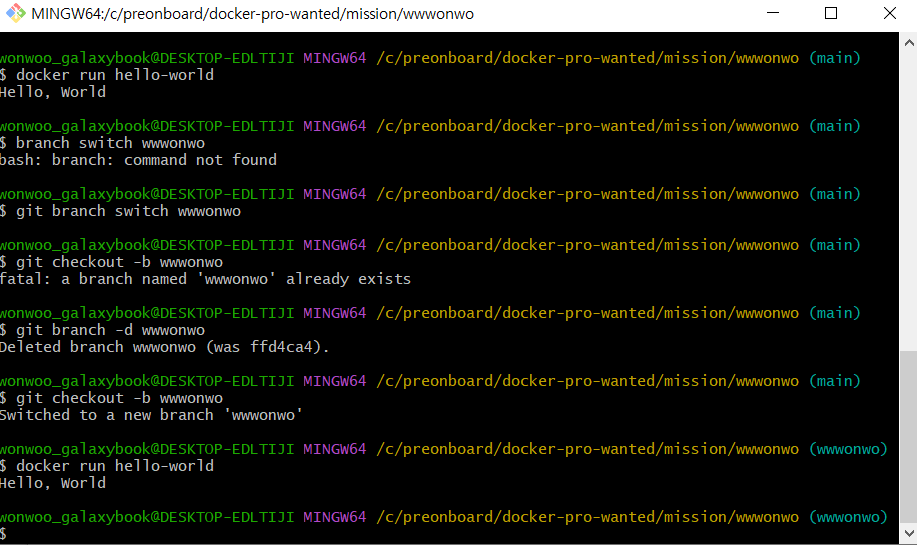 MINGW64:/c/preonboard/docker-pro-wanted/mission/wwwonwo
wonwoo_galaxybook@DESKTOP-EDLTIJI MINGW64 /c/preonboard/docker-pro-wanted/mission/wwwonwo (main)
$ docker run hello-world
Hello, World
wonwoo_galaxybook@DESKTOP-EDLTIJI MINGW64 /c/preonboard/docker-pro-wanted/mission/wwwonwo (main)
$ branch switch wwwonwo
bash: branch: command not found
wonwoo_galaxybook@DESKTOP-EDLTIJI MINGW64 /c/preonboard/docker-pro-wanted/mission/wwwonwo (main)
$ git branch switch wwwonwo
wonwoo_galaxybook@DESKTOP-EDLTIJI MINGW64 /c/preonboard/docker-pro-wanted/mission/wwwonwo (main)
$ git checkout -b wwwonwo
fatal: a branch named 'wwwonwo' already exists
wonwoo_galaxybook@DESKTOP-EDLTIJI MINGW64 /c/preonboard/docker-pro-wanted/mission/wwwonwo (main)
$ git branch -d wwwonwo
Deleted branch wwwonwo (was ffd4ca4).
wonwoo_galaxybook@DESKTOP-EDLTIJI MINGW64 /c/preonboard/docker-pro-wanted/mission/wwwonwo (main)
$ git checkout -b wwwonwo
Switched to a new branch 'wwwonwo'
wonwoo_galaxybook@DESKTOP-EDLTIJI MINGW64 /c/preonboard/docker-pro-wanted/mission/wwwonwo (wwwonwo)
$ docker run hello-world
Hello, World
wonwoo_galaxybook@DESKTOP-EDLTIJI MINGW64 /c/preonboard/docker-pro-wanted/mission/wwwonwo (wwwonwo)
$